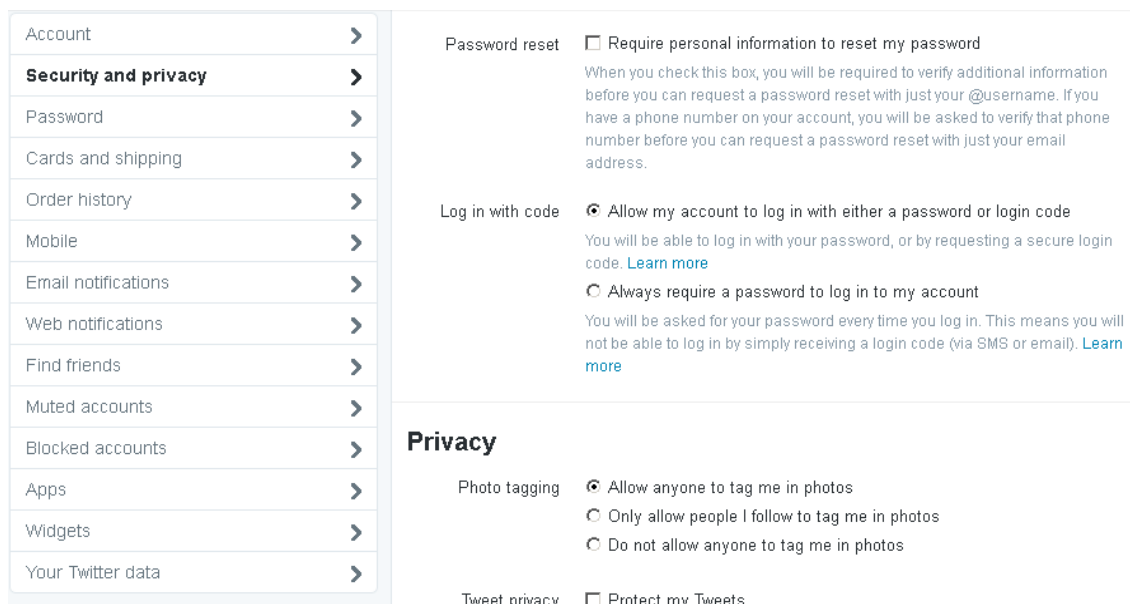 Account
Security and privacy
Password
Cards and shipping
Order history
Mobile
Email notifications
Web notifications
Find friends
Muted accounts
Blocked accounts
Apps
Widgets
Your Twitter data
Password reset
Require personal information to reset my password
When you check this box, you will be required to verify additional information
before you can request a password reset with just your @username. If you
have a phone number on your account, you will be asked to verify that phone
number before you can request a password reset with just your email
address.
Log in with code
Allow my account to log in with either a password or login code
You will be able to log in with your password, or by requesting a secure login
code. Learn more
Always require a password to log in to my account
You will be asked for your password every time you log in. This means you will
not be able to log in by simply receiving a login code (via SMS or email). Learn
more
Privacy
Photo tagging
Allow anyone to tag me in photos
Only allow people I follow to tag me in photos
Do not allow anyone to tag me in photos
Tweet privacy
Protect my Tweets